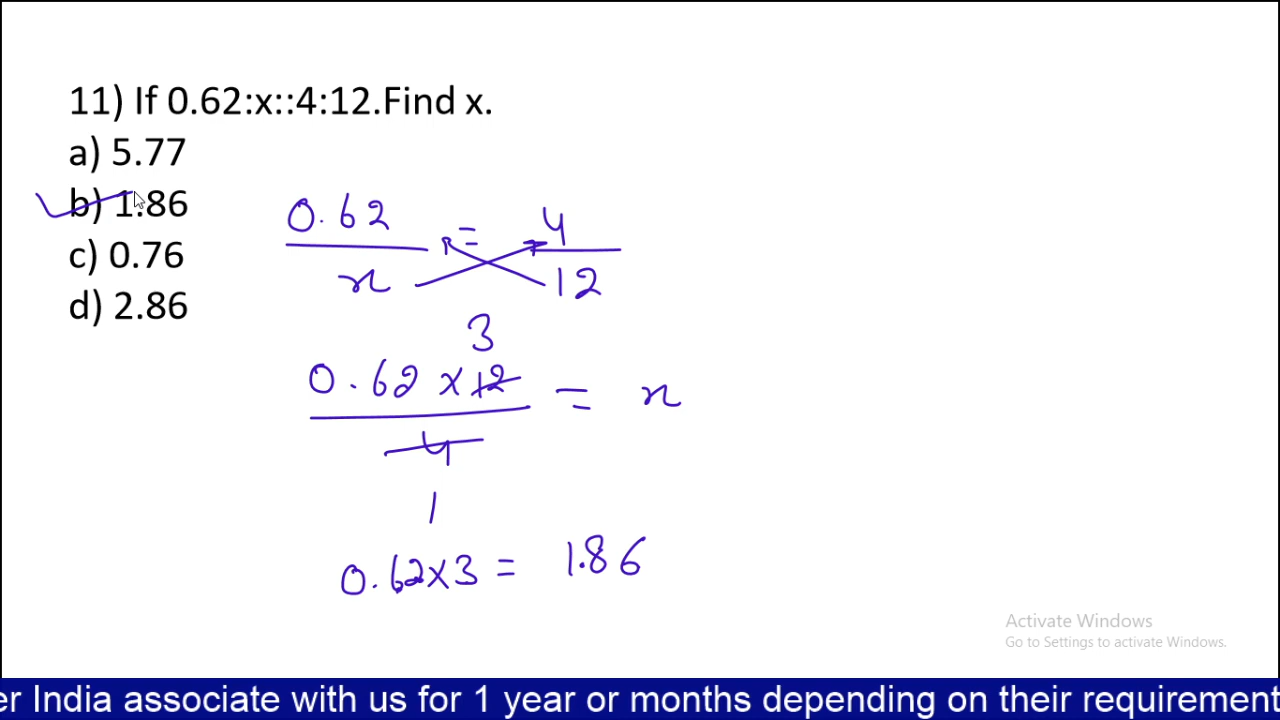 11) If 0.62:x::4:12.Find x.
a) 5.77
b) 1.86
c) 0.76
d) 2.86
0.62 = 4
x 12
3
0.62 x 12 = x
4
1
0.62x3 = 1.86
Activate Windows
Go to Settings to activate Windows.
er India associate with us for 1 year or months depending on their requirement